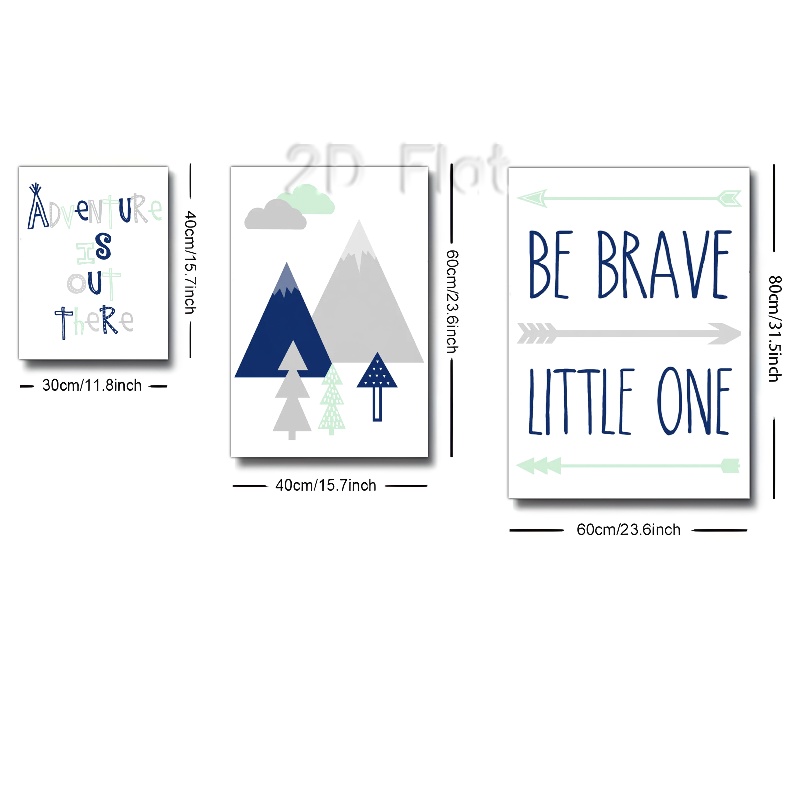 2D Flat
ADvENtURe
IS
OUt
tHeRE
40cm/15.7inch
30cm/11.8inch
60cm/23.6inch
40cm/15.7inch
BE BRAVE
LITTLE ONE
80cm/31.5inch
60cm/23.6inch